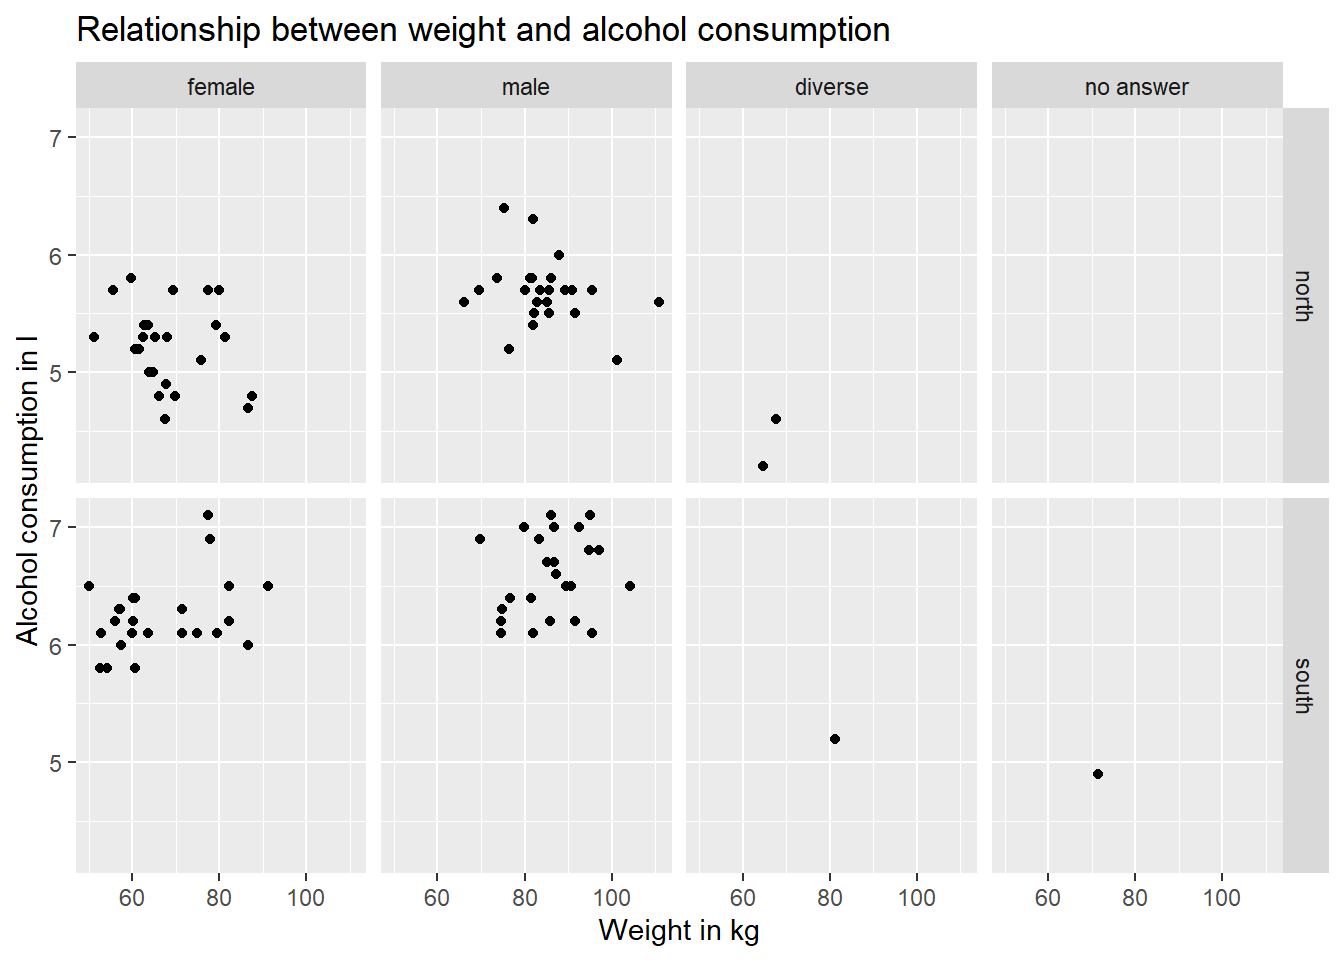 Relationship between weight and alcohol consumption
female
male
diverse
no answer
7
6
5
north
Alcohol consumption in l
7
6
5
south
60 80 100
60 80 100
60 80 100
60 80 100
Weight in kg